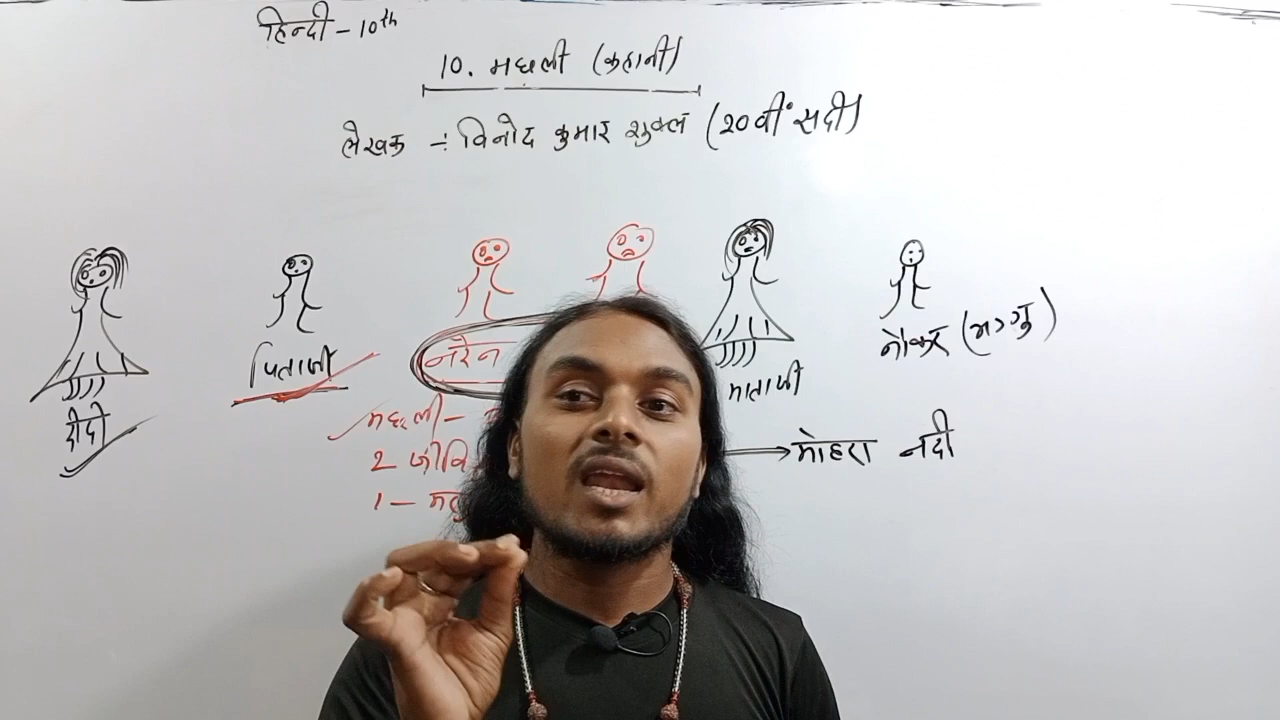 हिन्दी - 10th
10. मछली (कहानी)
लेखक ÷ विनोद कुमार शुक्ल (20वीं सदी)
दीदी
पिताजी
नरेन
माताजी
नौकर (भग्गु)
मछली -
2 जीवि
1 -
मोहरा नदी